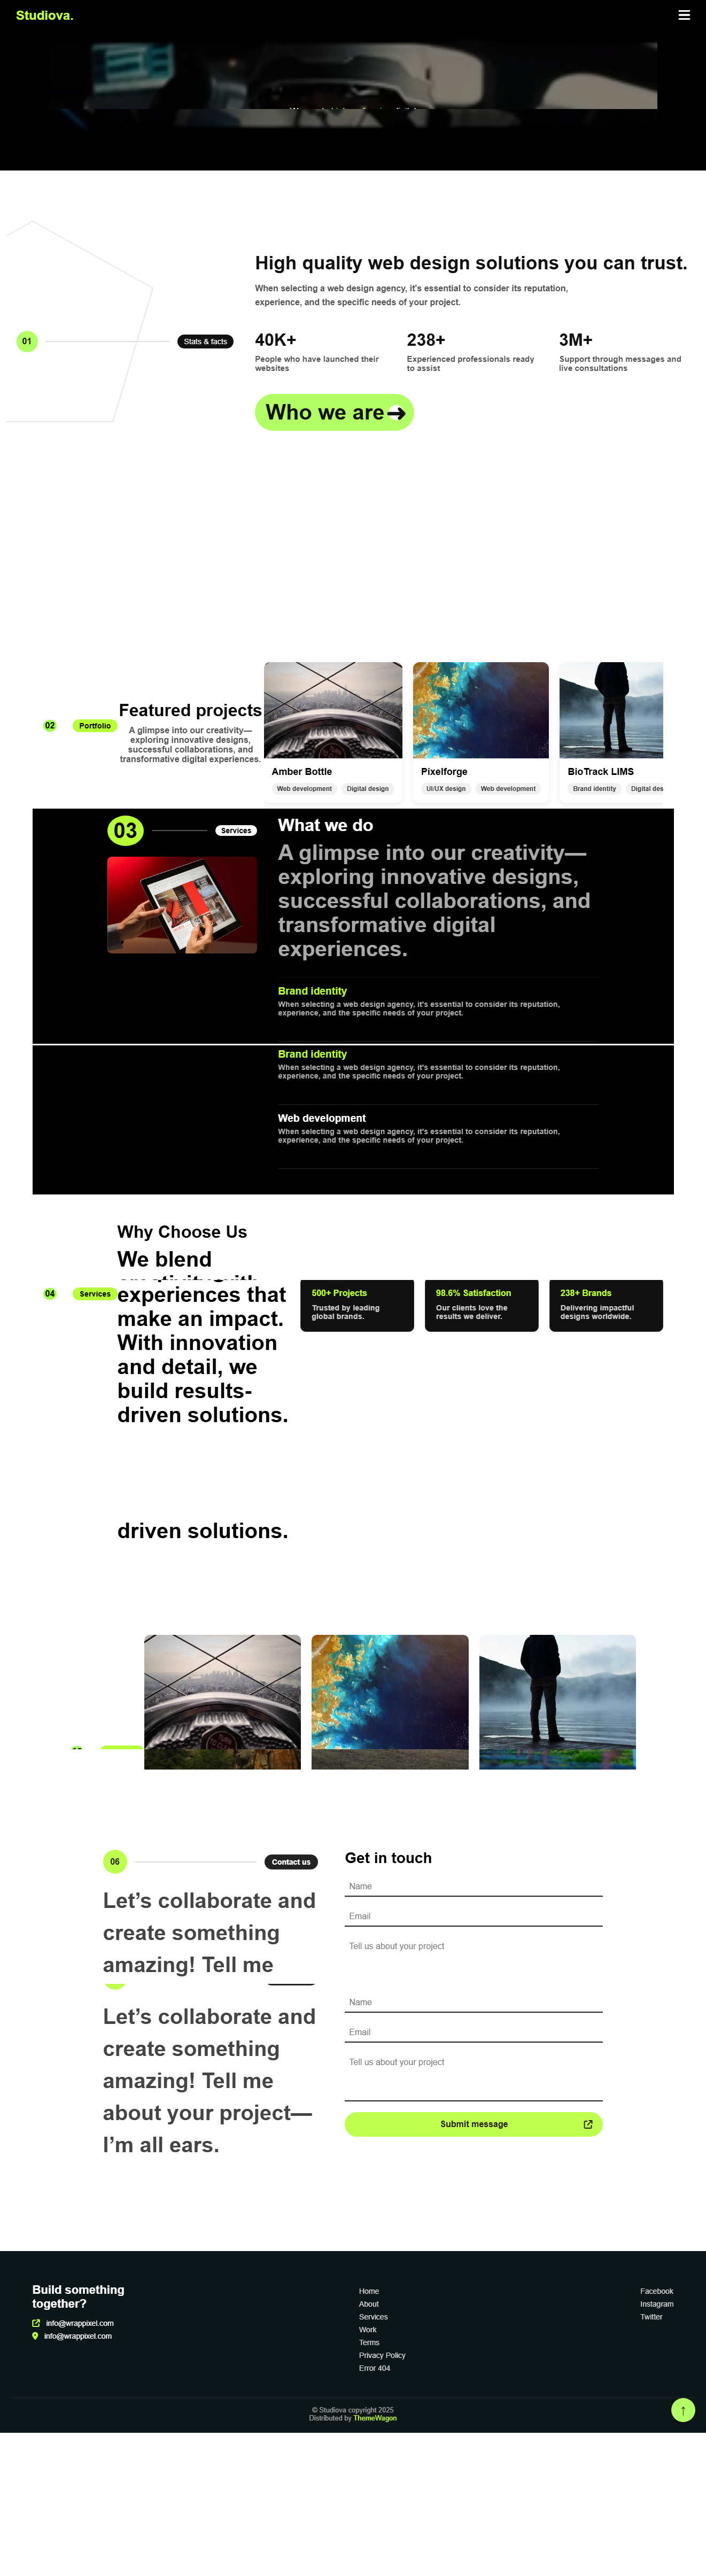 Studiova.
High quality web design solutions you can trust.
When selecting a web design agency, it's essential to consider its reputation,
experience, and the specific needs of your project.
01
Stats & facts
40K+
People who have launched their
websites
238+
Experienced professionals ready
to assist
3M+
Support through messages and
live consultations
Who we are
02
Portfolio
Featured projects
A glimpse into our creativity—
exploring innovative designs,
successful collaborations, and
transformative digital experiences.
Amber Bottle
Web development
Digital design
Pixelforge
UI/UX design
Web development
BioTrack LIMS
Brand identity
Digital des
03
Services
What we do
A glimpse into our creativity—
exploring innovative designs,
successful collaborations, and
transformative digital
experiences.
Brand identity
When selecting a web design agency, it's essential to consider its reputation,
experience, and the specific needs of your project.
Brand identity
When selecting a web design agency, it's essential to consider its reputation,
experience, and the specific needs of your project.
Web development
When selecting a web design agency, it's essential to consider its reputation,
experience, and the specific needs of your project.
Why Choose Us
We blend
04
Services
experiences that
make an impact.
With innovation
and detail, we
build results-
driven solutions.
500+ Projects
Trusted by leading
global brands.
98.6% Satisfaction
Our clients love the
results we deliver.
238+ Brands
Delivering impactful
designs worldwide.
driven solutions.
06
Contact us
Let’s collaborate and
create something
amazing! Tell me
Get in touch
Name
Email
Tell us about your project
Let’s collaborate and
create something
amazing! Tell me
about your project—
I’m all ears.
Name
Email
Tell us about your project
Submit message
Build something
together?
info@wrappixel.com
info@wrappixel.com
Home
About
Services
Work
Terms
Privacy Policy
Error 404
Facebook
Instagram
Twitter
© Studiova copyright 2025
Distributed by ThemeWagon